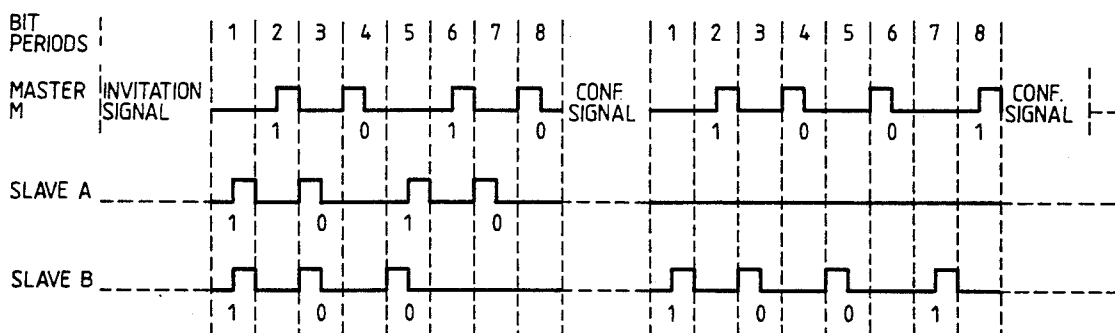 BIT PERIODS 1 2 3 4 5 6 7 8 1 2 3 4 5 6 7 8
MASTER M INVITATION SIGNAL CONF. SIGNAL CONF. SIGNAL
1 0 1 0 1 0 0 1
SLAVE A
1 0 1 0
SLAVE B
1 0 0 1 0 0 1